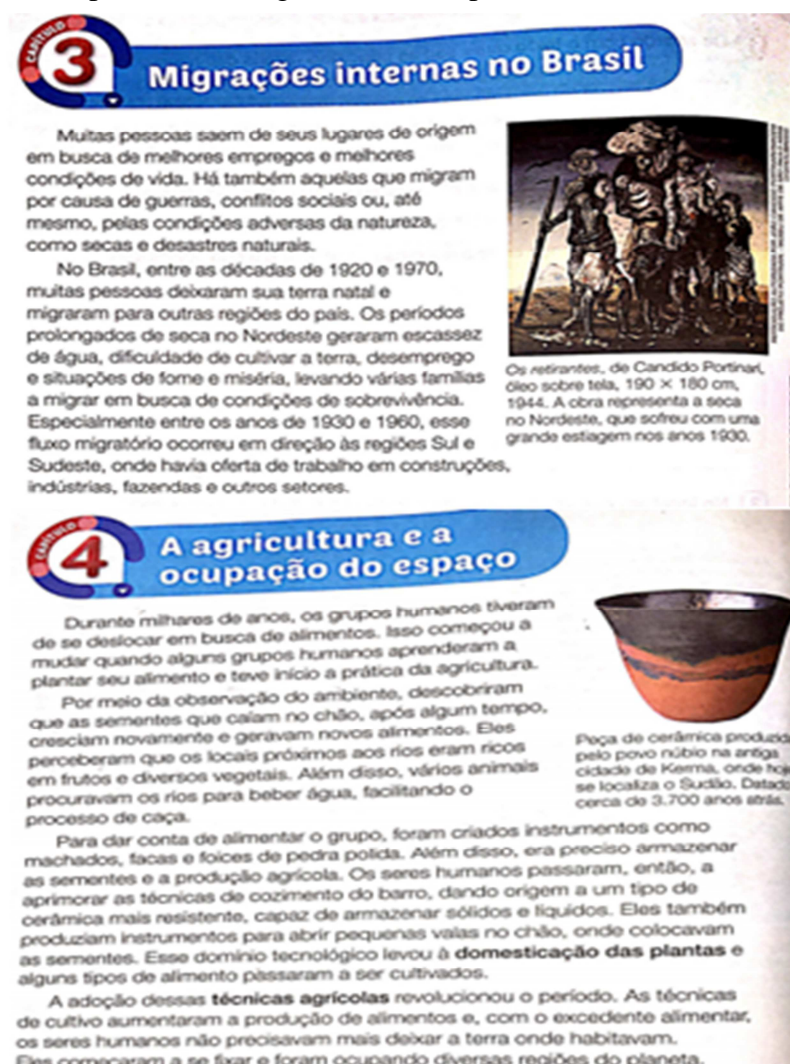 CAPÍTULO
3
Migrações internas no Brasil
Muitas pessoas saem de seus lugares de origem
em busca de melhores empregos e melhores
condições de vida. Há também aquelas que migram
por causa de guerras, conflitos sociais ou, até
mesmo, pelas condições adversas da natureza,
como secas e desastres naturais.
No Brasil, entre as décadas de 1920 e 1970,
muitas pessoas deixaram sua terra natal e
migraram para outras regiões do país. Os períodos
prolongados de seca no Nordeste geraram escassez
de água, dificuldade de cultivar a terra, desemprego
e situações de fome e miséria, levando várias famílias
a migrar em busca de condições de sobrevivência.
Especialmente entre os anos de 1930 e 1960, esse
fluxo migratório ocorreu em direção às regiões Sul e
Sudeste, onde havia oferta de trabalho em construções,
indústrias, fazendas e outros setores.
Os retirantes, de Candido Portinari,
óleo sobre tela, 190 × 180 cm,
1944. A obra representa a seca
no Nordeste, que sofreu com uma
grande estiagem nos anos 1930.
CAPÍTULO
4
A agricultura e a
ocupação do espaço
Durante milhares de anos, os grupos humanos tiveram
de se deslocar em busca de alimentos. Isso começou a
mudar quando alguns grupos humanos aprenderam a
plantar seu alimento e teve início a prática da agricultura.
Por meio da observação do ambiente, descobriram
que as sementes que caíam no chão, após algum tempo,
cresciam novamente e geravam novos alimentos. Eles
perceberam que os locais próximos aos rios eram ricos
em frutos e diversos vegetais. Além disso, vários animais
procuravam os rios para beber água, facilitando o
processo de caça.
Peça de cerâmica produzida
pelo povo núbio na antiga
cidade de Kerma, onde hoje
se localiza o Sudão. Datada
cerca de 3.700 anos atrás.
Para dar conta de alimentar o grupo, foram criados instrumentos como
machados, facas e foices de pedra polida. Além disso, era preciso armazenar
as sementes e a produção agrícola. Os seres humanos passaram, então, a
aprimorar as técnicas de cozimento do barro, dando origem a um tipo de
cerâmica mais resistente, capaz de armazenar sólidos e líquidos. Eles também
produziam instrumentos para abrir pequenas valas no chão, onde colocavam
as sementes. Esse domínio tecnológico levou à domesticação das plantas e
alguns tipos de alimento passaram a ser cultivados.
A adoção dessas técnicas agrícolas revolucionou o período. As técnicas
de cultivo aumentaram a produção de alimentos e, com o excedente alimentar,
os seres humanos não precisavam mais deixar a terra onde habitavam.
Eles começaram a se fixar e foram ocupando diversas regiões do planeta.